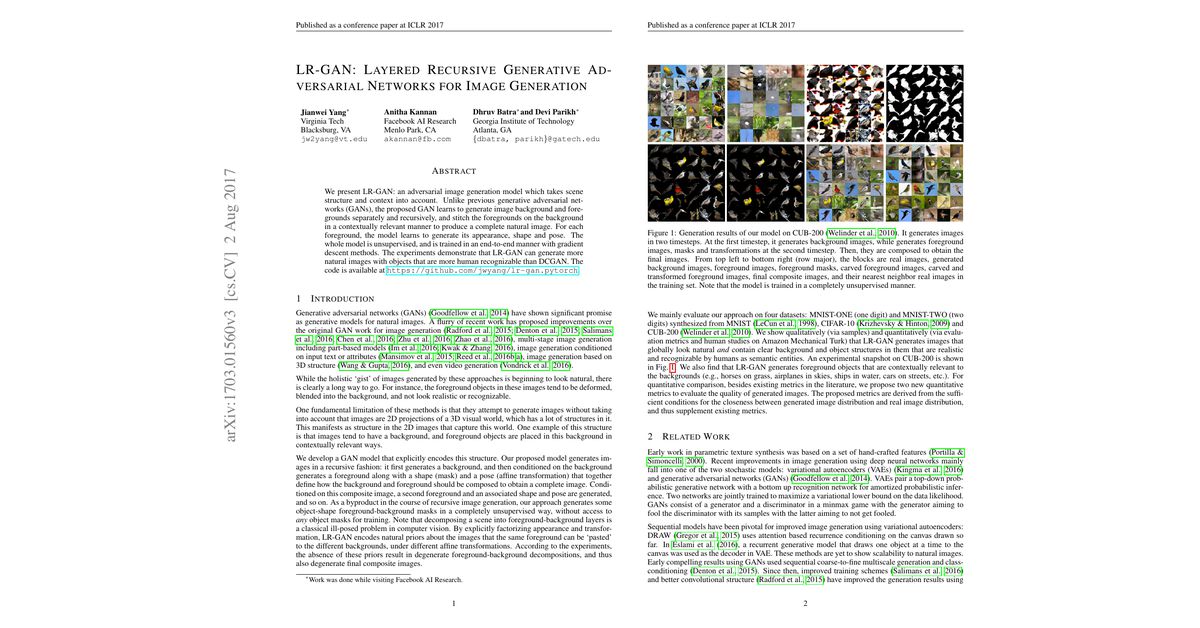 Published as a conference paper at ICLR 2017
LR-GAN: LAYERED RECURSIVE GENERATIVE AD-
VERSARIAL NETWORKS FOR IMAGE GENERATION
Jianwei Yang*
Virginia Tech
Blacksburg, VA
jw2yang@vt.edu
Anitha Kannan
Facebook AI Research
Menlo Park, CA
akannan@fb.com
Dhruv Batra* and Devi Parikh*
Georgia Institute of Technology
Atlanta, GA
{dbatra, parikh}@gatech.edu
ABSTRACT
We present LR-GAN: an adversarial image generation model which takes scene
structure and context into account. Unlike previous generative adversarial net-
works (GANs), the proposed GAN learns to generate image background and fore-
grounds separately and recursively, and stitch the foregrounds on the background
in a contextually relevant manner to produce a complete natural image. For each
foreground, the model learns to generate its appearance, shape and pose. The
whole model is unsupervised, and is trained in an end-to-end manner with gradient
descent methods. The experiments demonstrate that LR-GAN can generate more
natural images with objects that are more human recognizable than DCGAN. The
code is available at https://github.com/jwyang/lr-gan.pytorch.
1 INTRODUCTION
Generative adversarial networks (GANs) (Goodfellow et al., 2014) have shown significant promise
as generative models for natural images. A flurry of recent work has proposed improvements over
the original GAN work for image generation (Radford et al., 2015; Denton et al., 2015; Salimans
et al., 2016; Chen et al., 2016; Zhu et al., 2016; Zhao et al., 2016), multi-stage image generation
including part-based models (Im et al., 2016; Kwak & Zhang, 2016), image generation conditioned
on input text or attributes (Mansimov et al., 2015; Reed et al., 2016b;a), image generation based on
3D structure (Wang & Gupta, 2016), and even video generation (Vondrick et al., 2016).
While the holistic 'gist' of images generated by these approaches is beginning to look natural, there
is clearly a long way to go. For instance, the foreground objects in these images tend to be deformed,
blended into the background, and not look realistic or recognizable.
One fundamental limitation of these methods is that they attempt to generate images without taking
into account that images are 2D projections of a 3D visual world, which has a lot of structures in it.
This manifests as structure in the 2D images that capture this world. One example of this structure
is that images tend to have a background, and foreground objects are placed in this background in
contextually relevant ways.
We develop a GAN model that explicitly encodes this structure. Our proposed model generates im-
ages in a recursive fashion: it first generates a background, and then conditioned on the background
generates a foreground along with a shape (mask) and a pose (affine transformation) that together
define how the background and foreground should be composed to obtain a complete image. Condi-
tioned on this composite image, a second foreground and an associated shape and pose are generated,
and so on. As a byproduct in the course of recursive image generation, our approach generates some
object-shape foreground-background masks in a completely unsupervised way, without access to
any object masks for training. Note that decomposing a scene into foreground-background layers is
a classical ill-posed problem in computer vision. By explicitly factorizing appearance and transfor-
mation, LR-GAN encodes natural priors about the images that the same foreground can be 'pasted'
to the different backgrounds, under different affine transformations. According to the experiments,
the absence of these priors result in degenerate foreground-background decompositions, and thus
also degenerate final composite images.
*Work was done while visiting Facebook AI Research.
1
arXiv:1703.01560v3 [cs.CV] 2 Aug 2017
Published as a conference paper at ICLR 2017
Figure 1: Generation results of our model on CUB-200 (Welinder et al., 2010). It generates images
in two timesteps. At the first timestep, it generates background images, while generates foreground
images, masks and transformations at the second timestep. Then, they are composed to obtain the
final images. From top left to bottom right (row major), the blocks are real images, generated
background images, foreground images, foreground masks, carved foreground images, carved and
transformed foreground images, final composite images, and their nearest neighbor real images in
the training set. Note that the model is trained in a completely unsupervised manner.
We mainly evaluate our approach on four datasets: MNIST-ONE (one digit) and MNIST-TWO (two
digits) synthesized from MNIST (LeCun et al., 1998), CIFAR-10 (Krizhevsky & Hinton, 2009) and
CUB-200 (Welinder et al., 2010). We show qualitatively (via samples) and quantitatively (via evalu-
ation metrics and human studies on Amazon Mechanical Turk) that LR-GAN generates images that
globally look natural and contain clear background and object structures in them that are realistic
and recognizable by humans as semantic entities. An experimental snapshot on CUB-200 is shown
in Fig. 1. We also find that LR-GAN generates foreground objects that are contextually relevant to
the backgrounds (e.g., horses on grass, airplanes in skies, ships in water, cars on streets, etc.). For
quantitative comparison, besides existing metrics in the literature, we propose two new quantitative
metrics to evaluate the quality of generated images. The proposed metrics are derived from the suffi-
cient conditions for the closeness between generated image distribution and real image distribution,
and thus supplement existing metrics.
2 RELATED WORK
Early work in parametric texture synthesis was based on a set of hand-crafted features (Portilla &
Simoncelli, 2000). Recent improvements in image generation using deep neural networks mainly
fall into one of the two stochastic models: variational autoencoders (VAEs) (Kingma et al., 2016)
and generative adversarial networks (GANs) (Goodfellow et al., 2014). VAEs pair a top-down prob-
abilistic generative network with a bottom up recognition network for amortized probabilistic infer-
ence. Two networks are jointly trained to maximize a variational lower bound on the data likelihood.
GANs consist of a generator and a discriminator in a minmax game with the generator aiming to
fool the discriminator with its samples with the latter aiming to not get fooled.
Sequential models have been pivotal for improved image generation using variational autoencoders:
DRAW (Gregor et al., 2015) uses attention based recurrence conditioning on the canvas drawn so
far. In Eslami et al. (2016), a recurrent generative model that draws one object at a time to the
canvas was used as the decoder in VAE. These methods are yet to show scalability to natural images.
Early compelling results using GANs used sequential coarse-to-fine multiscale generation and class-
conditioning (Denton et al., 2015). Since then, improved training schemes (Salimans et al., 2016)
and better convolutional structure (Radford et al., 2015) have improved the generation results using
2